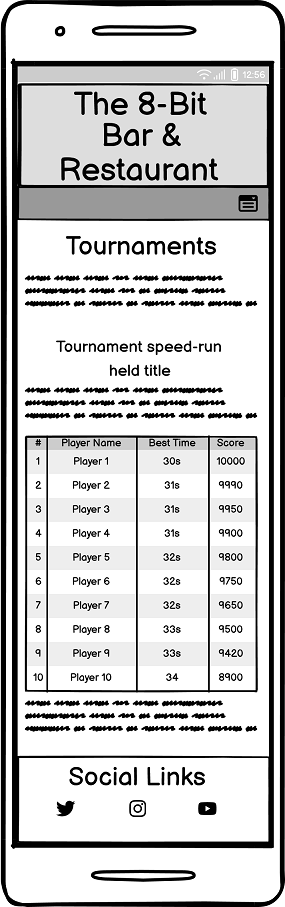 12:56
The 8-Bit
Bar &
Restaurant
Tournaments
Tournament speed-run
held title
# Player Name Best Time Score
1 Player 1 30s 10000
2 Player 2 31s 9990
3 Player 3 31s 9950
4 Player 4 31s 9900
5 Player 5 32s 9800
6 Player 6 32s 9750
7 Player 7 32s 9650
8 Player 8 33s 9500
9 Player 9 33s 9420
10 Player 10 34 8900
Social Links